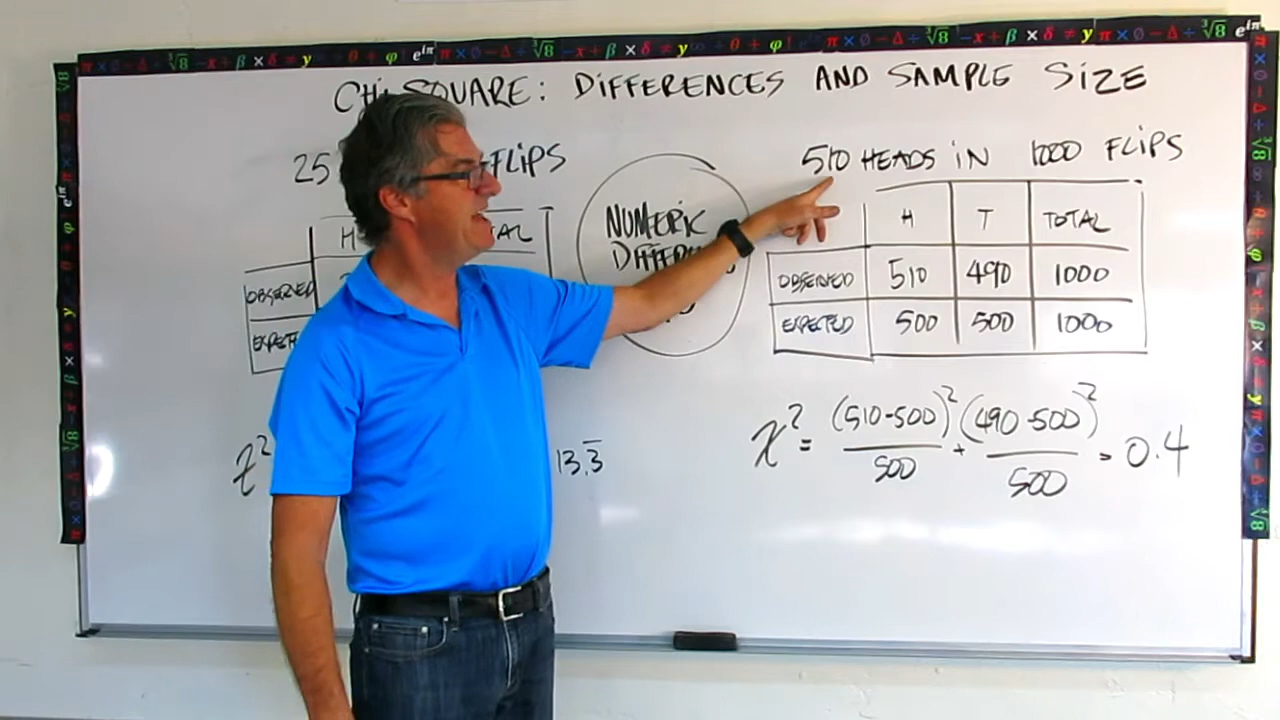 CHi SQUARE: DIFFERENCES AND SAMPLE SIZE
25 FLIPS
510 HEADS IN 1000 FLIPS
NUMERIC
H
H T TOTAL
OBSERVED
OBSERVED 510 490 1000
EXPECTED 500 500 1000
χ² = (510-500)²/500 + (490-500)²/500 = 0.4
χ² 13.3̅